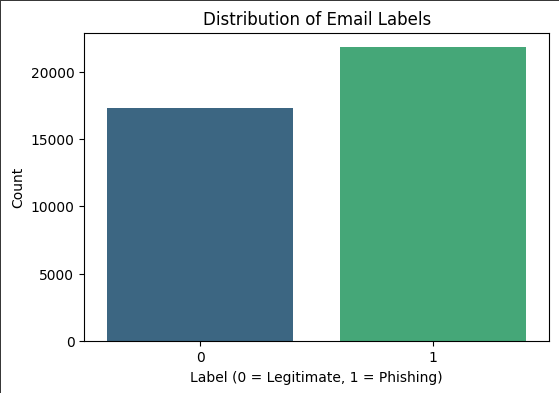 Distribution of Email Labels
20000
15000
10000
5000
0
Count
0 1
Label (0 = Legitimate, 1 = Phishing)